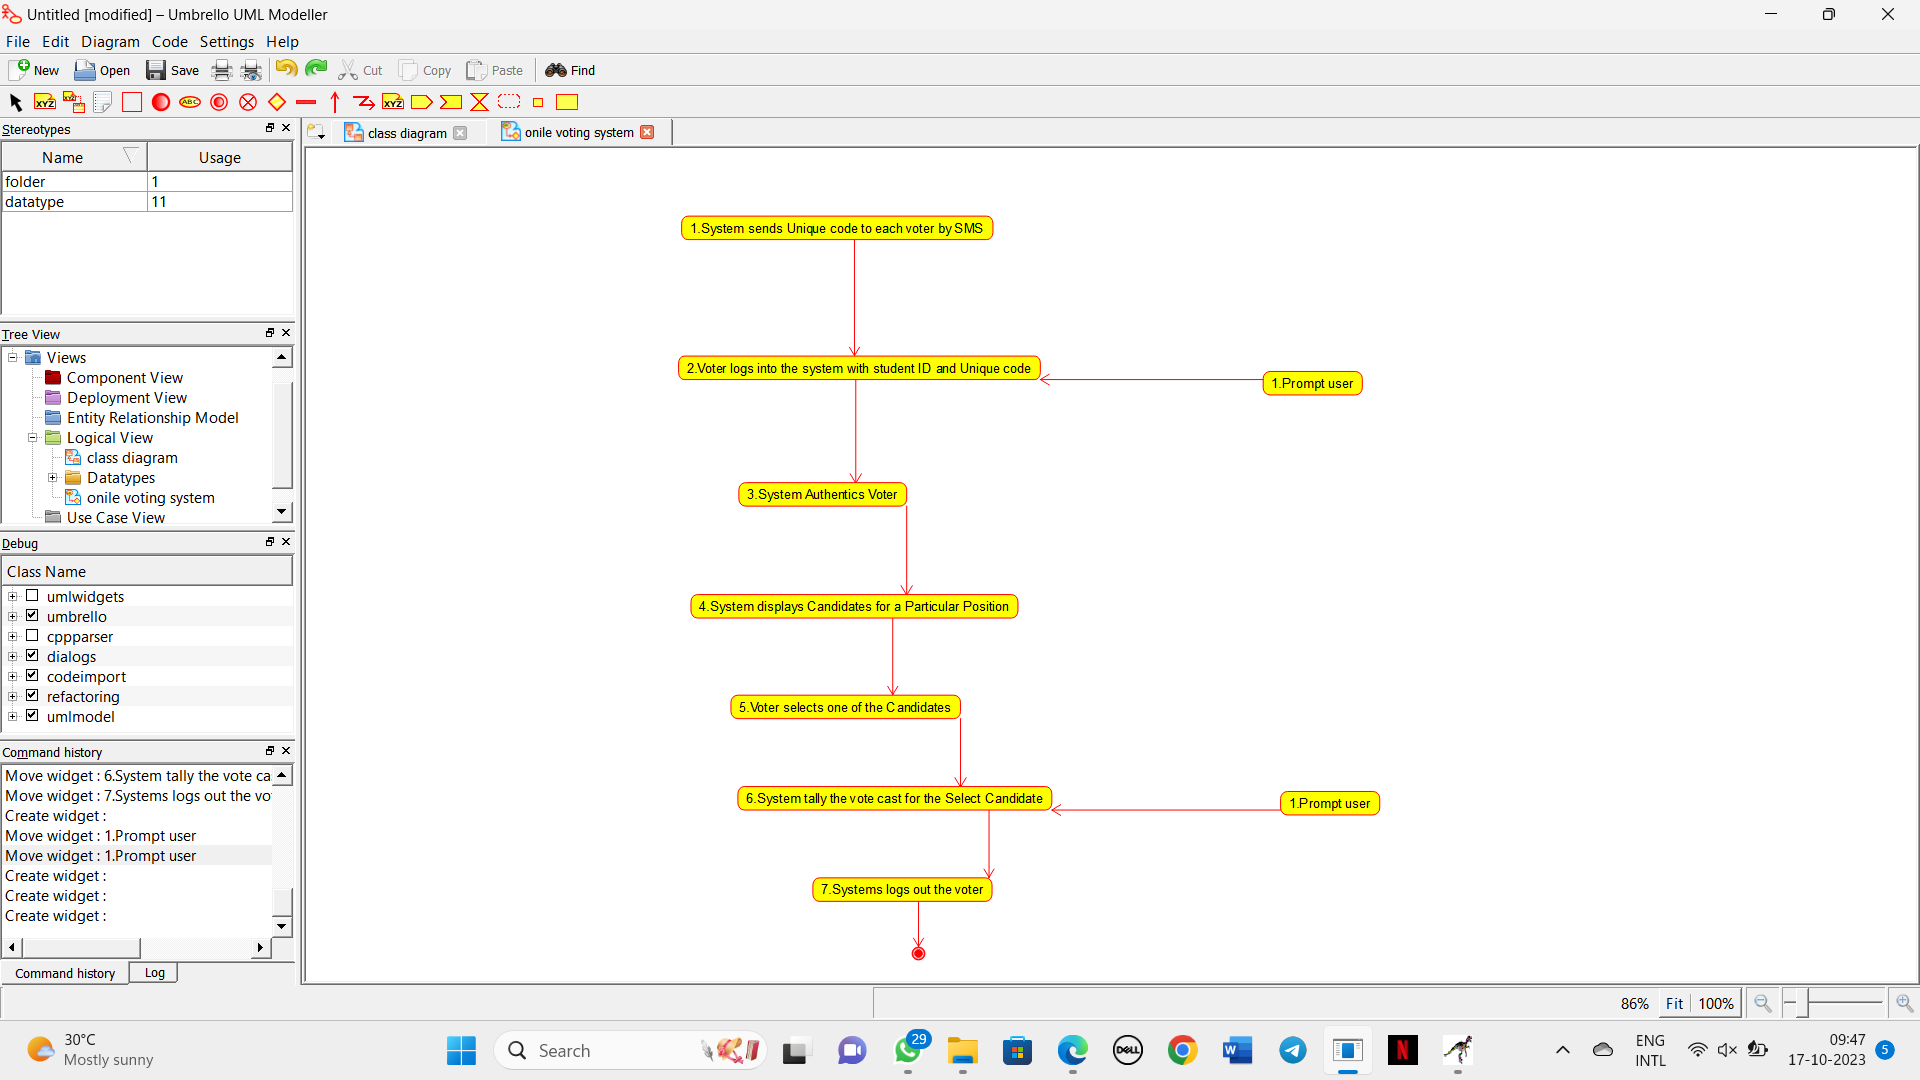 Untitled [modified] – Umbrello UML Modeller
File Edit Diagram Code Settings Help
New Open Save Cut Copy Paste Find
XYZ ABC XYZ
Stereotypes
class diagram onile voting system
Name Usage
folder 1
datatype 11
Tree View
Views
Component View
Deployment View
Entity Relationship Model
Logical View
class diagram
Datatypes
onile voting system
Use Case View
Debug
Class Name
umlwidgets
umbrello
cppparser
dialogs
codeimport
refactoring
umlmodel
Command history
Move widget : 6.System tally the vote ca
Move widget : 7.Systems logs out the vo
Create widget :
Move widget : 1.Prompt user
Move widget : 1.Prompt user
Create widget :
Create widget :
Create widget :
Command history Log
1.System sends Unique code to each voter by SMS
2.Voter logs into the system with student ID and Unique code
1.Prompt user
3.System Authentics Voter
4.System displays Candidates for a Particular Position
5.Voter selects one of the Candidates
6.System tally the vote cast for the Select Candidate
1.Prompt user
7.Systems logs out the voter
86% Fit 100%
30°C
Mostly sunny
Search
29
DELL
W
N
ENG
INTL
09:47
17-10-2023
5